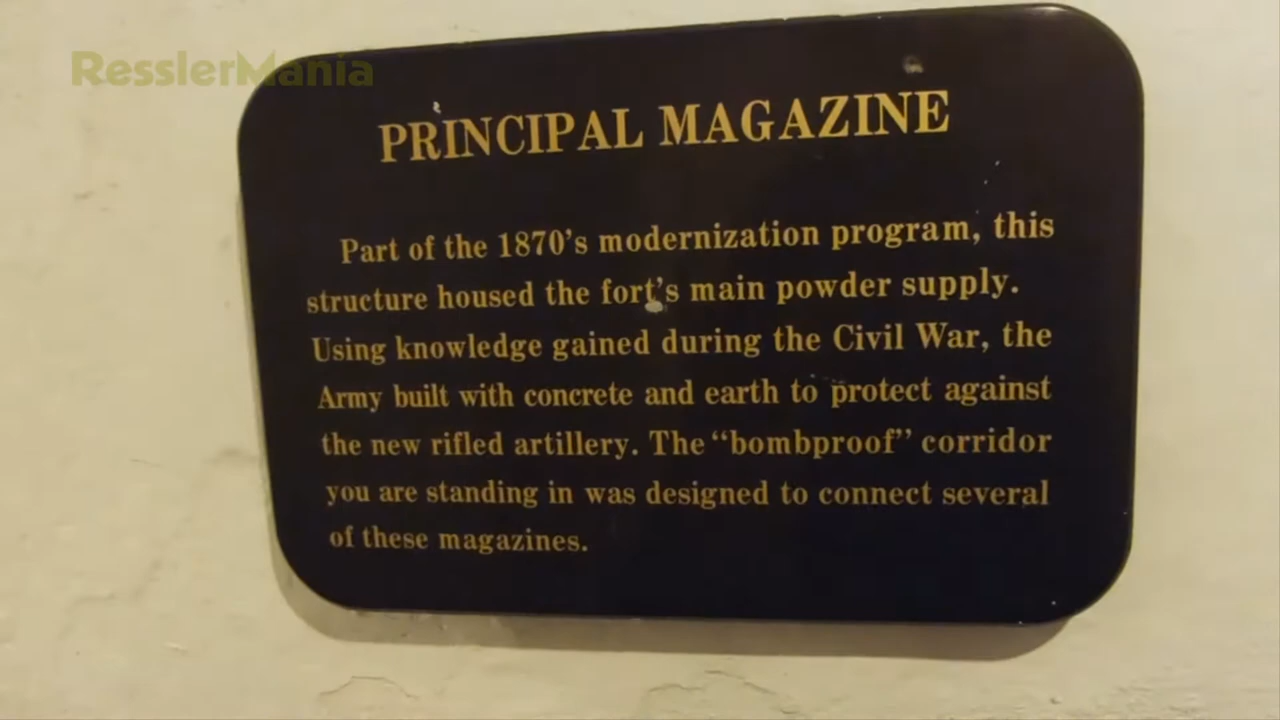 ResslerMania
PRINCIPAL MAGAZINE
Part of the 1870's modernization program, this
structure housed the fort's main powder supply.
Using knowledge gained during the Civil War, the
Army built with concrete and earth to protect against
the new rifled artillery. The "bombproof" corridor
you are standing in was designed to connect several
of these magazines.